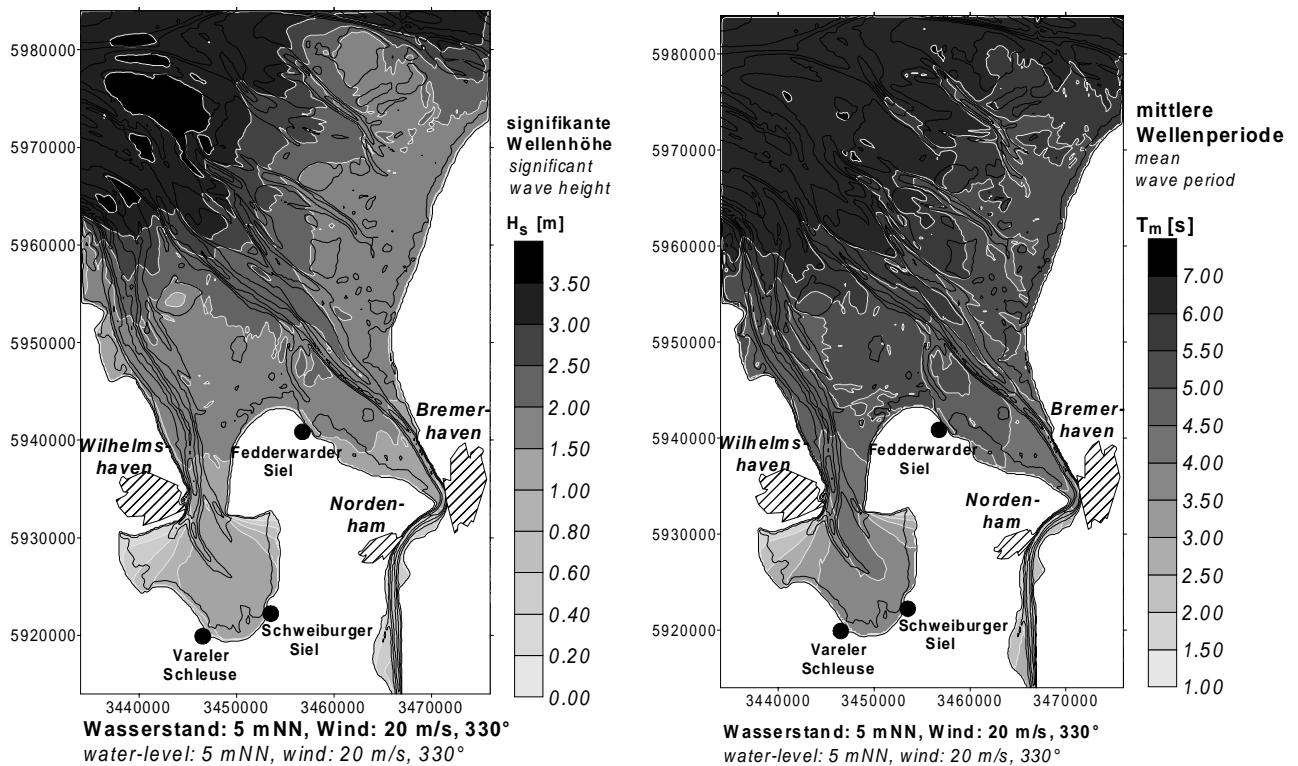 5980000
5970000
5960000
5950000
5940000
5930000
5920000
3440000 3450000 3460000 3470000
Wilhelms-
haven
Fedderwarder
Siel
Bremer-
haven
Norden-
ham
Schweiburger
Siel
Vareler
Schleuse
signifikante
Wellenhöhe
significant
wave height
Hs [m]
3.50
3.00
2.50
2.00
1.50
1.00
0.80
0.60
0.40
0.20
0.00
Wasserstand: 5 mNN, Wind: 20 m/s, 330°
water-level: 5 mNN, wind: 20 m/s, 330°
5980000
5970000
5960000
5950000
5940000
5930000
5920000
3440000 3450000 3460000 3470000
Wilhelms-
haven
Fedderwarder
Siel
Bremer-
haven
Norden-
ham
Schweiburger
Siel
Vareler
Schleuse
mittlere
Wellenperiode
mean
wave period
Tm [s]
7.00
6.00
5.50
5.00
4.50
4.00
3.50
3.00
2.50
2.00
1.50
1.00
Wasserstand: 5 mNN, Wind: 20 m/s, 330°
water-level: 5 mNN, wind: 20 m/s, 330°